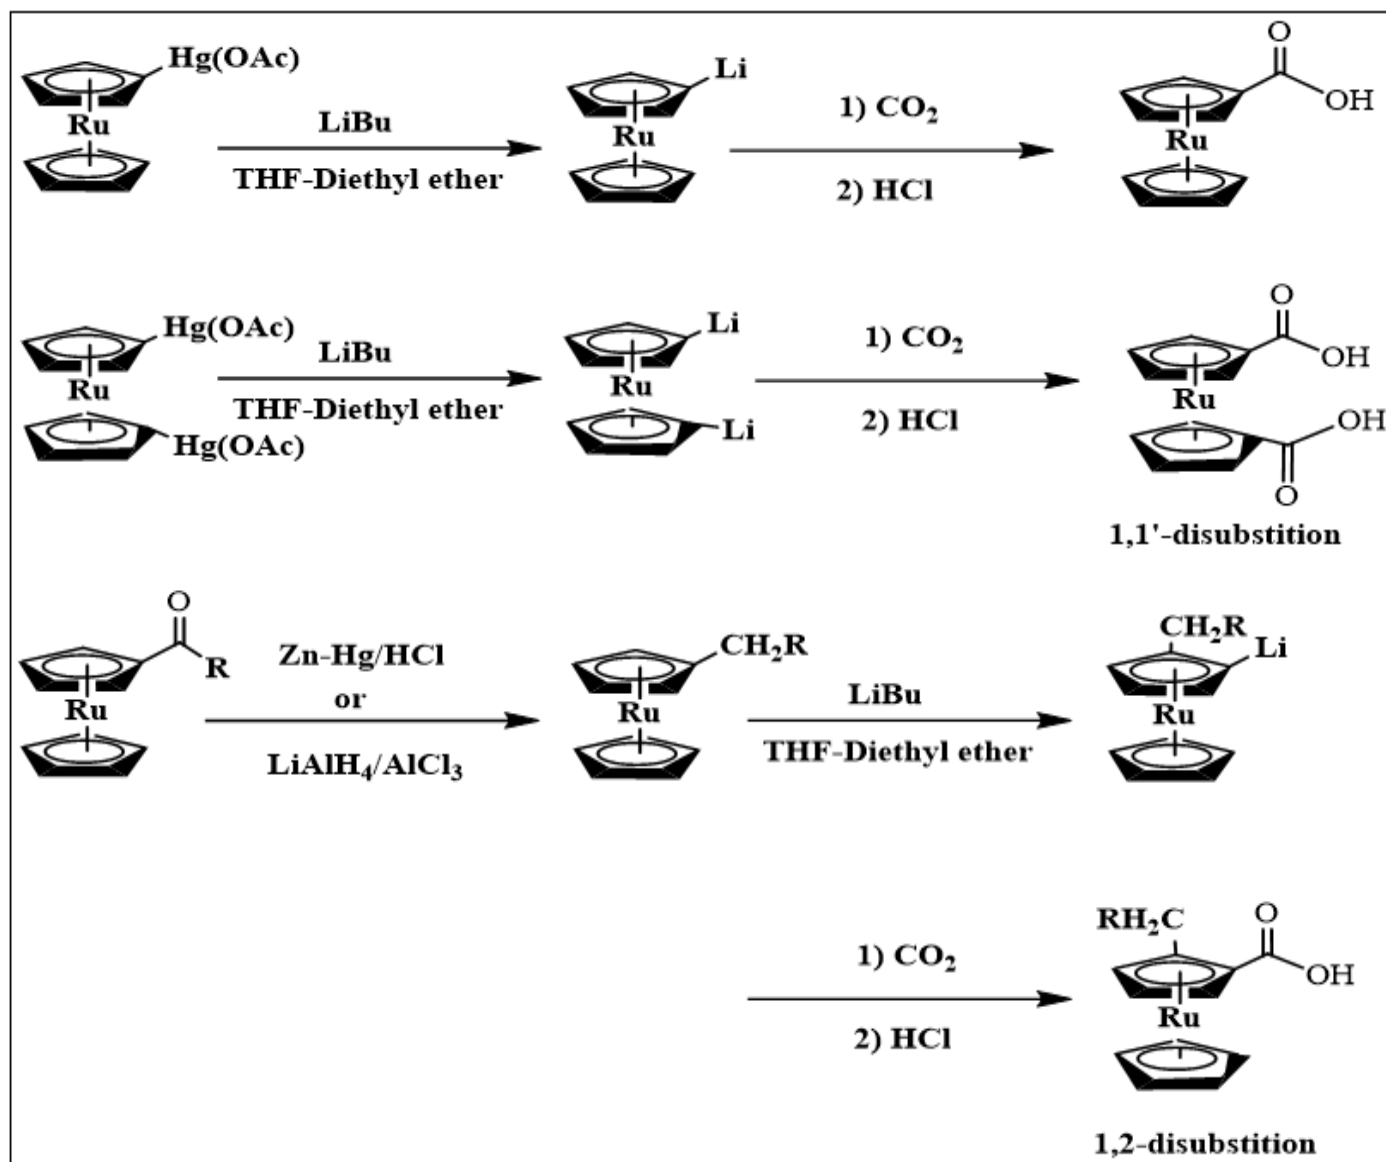 Hg(OAc)
Ru
LiBu
THF-Diethyl ether
Li
Ru
1) CO₂
2) HCl
O
OH
Ru
Hg(OAc)
Ru
Hg(OAc)
LiBu
THF-Diethyl ether
Li
Ru
Li
1) CO₂
2) HCl
O
OH
Ru
OH
O
1,1'-disubstition
O
R
Ru
Zn-Hg/HCl
or
LiAlH₄/AlCl₃
CH₂R
Ru
LiBu
THF-Diethyl ether
CH₂R
Li
Ru
1) CO₂
2) HCl
RH₂C
O
OH
Ru
1,2-disubstition